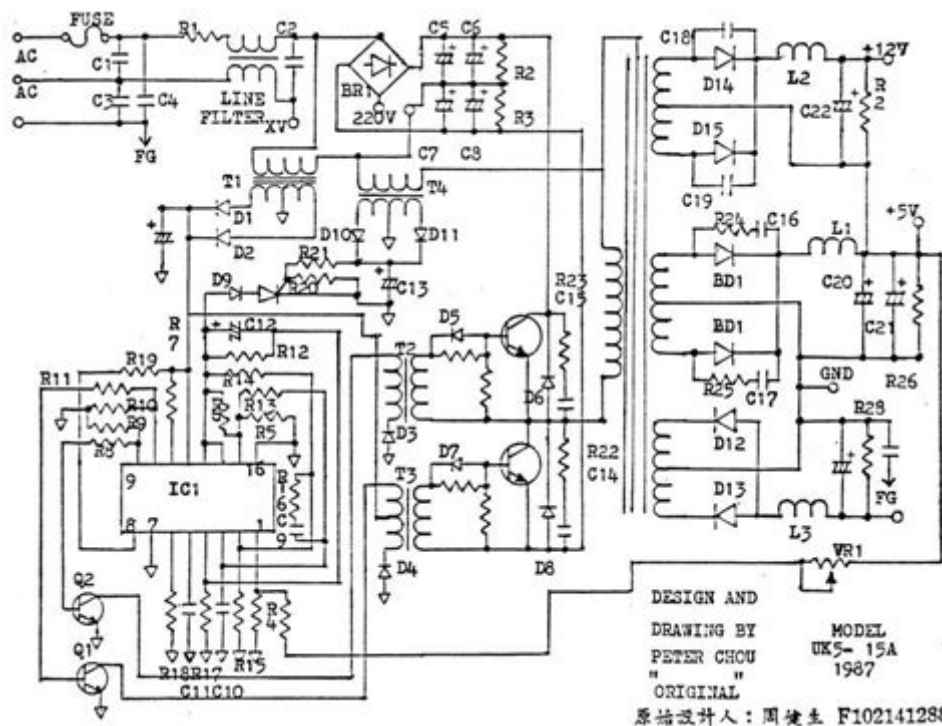 FUSE
AC
AC
C1
C3
C4
FG
R1
C2
LINE
FILTER
XV
BR1
220V
C5 C6
C7 C8
R2
R3
C18
D14
D15
C19
L2
+12V
C22
R
2
T1
D1
D2
T4
D10
D11
R21
R20
C13
D9
C12
R
7
R12
R14
R13
R5
R19
R11
R10
R9
R8
9
16
IC1
8
7
1
R
16
C
9
Q2
Q1
R18
R17
C11
C10
R15
R
4
T2
D3
T3
D4
D5
D6
D7
D8
R23
C15
R22
C14
R24
C16
BD1
BD1
R25
C17
L1
+5V
C20
C21
R26
GND
D12
D13
L3
R28
FG
VR1
DESIGN AND
DRAWING BY
PETER CHOU
" "
ORIGINAL
MODEL
UK5- 15A
1987
原始設計人：周健生 F102141288